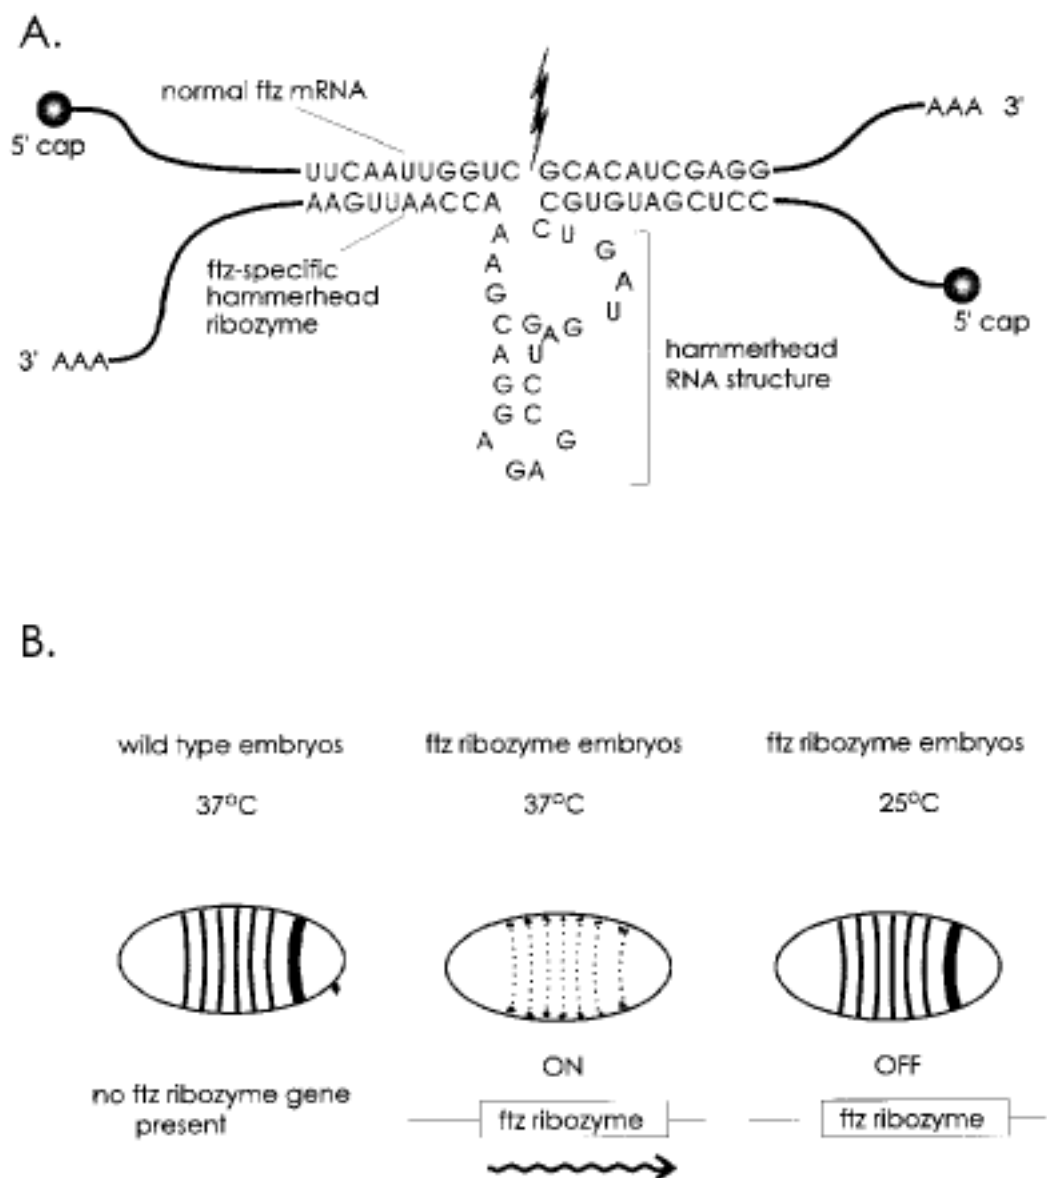 A.
normal ftz mRNA
5' cap
AAA 3'
UUCAAUUGGUC GCACAUCGAGG
AAGUUAACCA CGUGUAGCUCC
A C U
A G
G A
U
C G A G
A U
G C
G C
A G
GA
ftz-specific
hammerhead
ribozyme
3' AAA
5' cap
hammerhead
RNA structure
B.
wild type embryos
37°C
ftz ribozyme embryos
37°C
ftz ribozyme embryos
25°C
no ftz ribozyme gene
present
ON
ftz ribozyme
OFF
ftz ribozyme